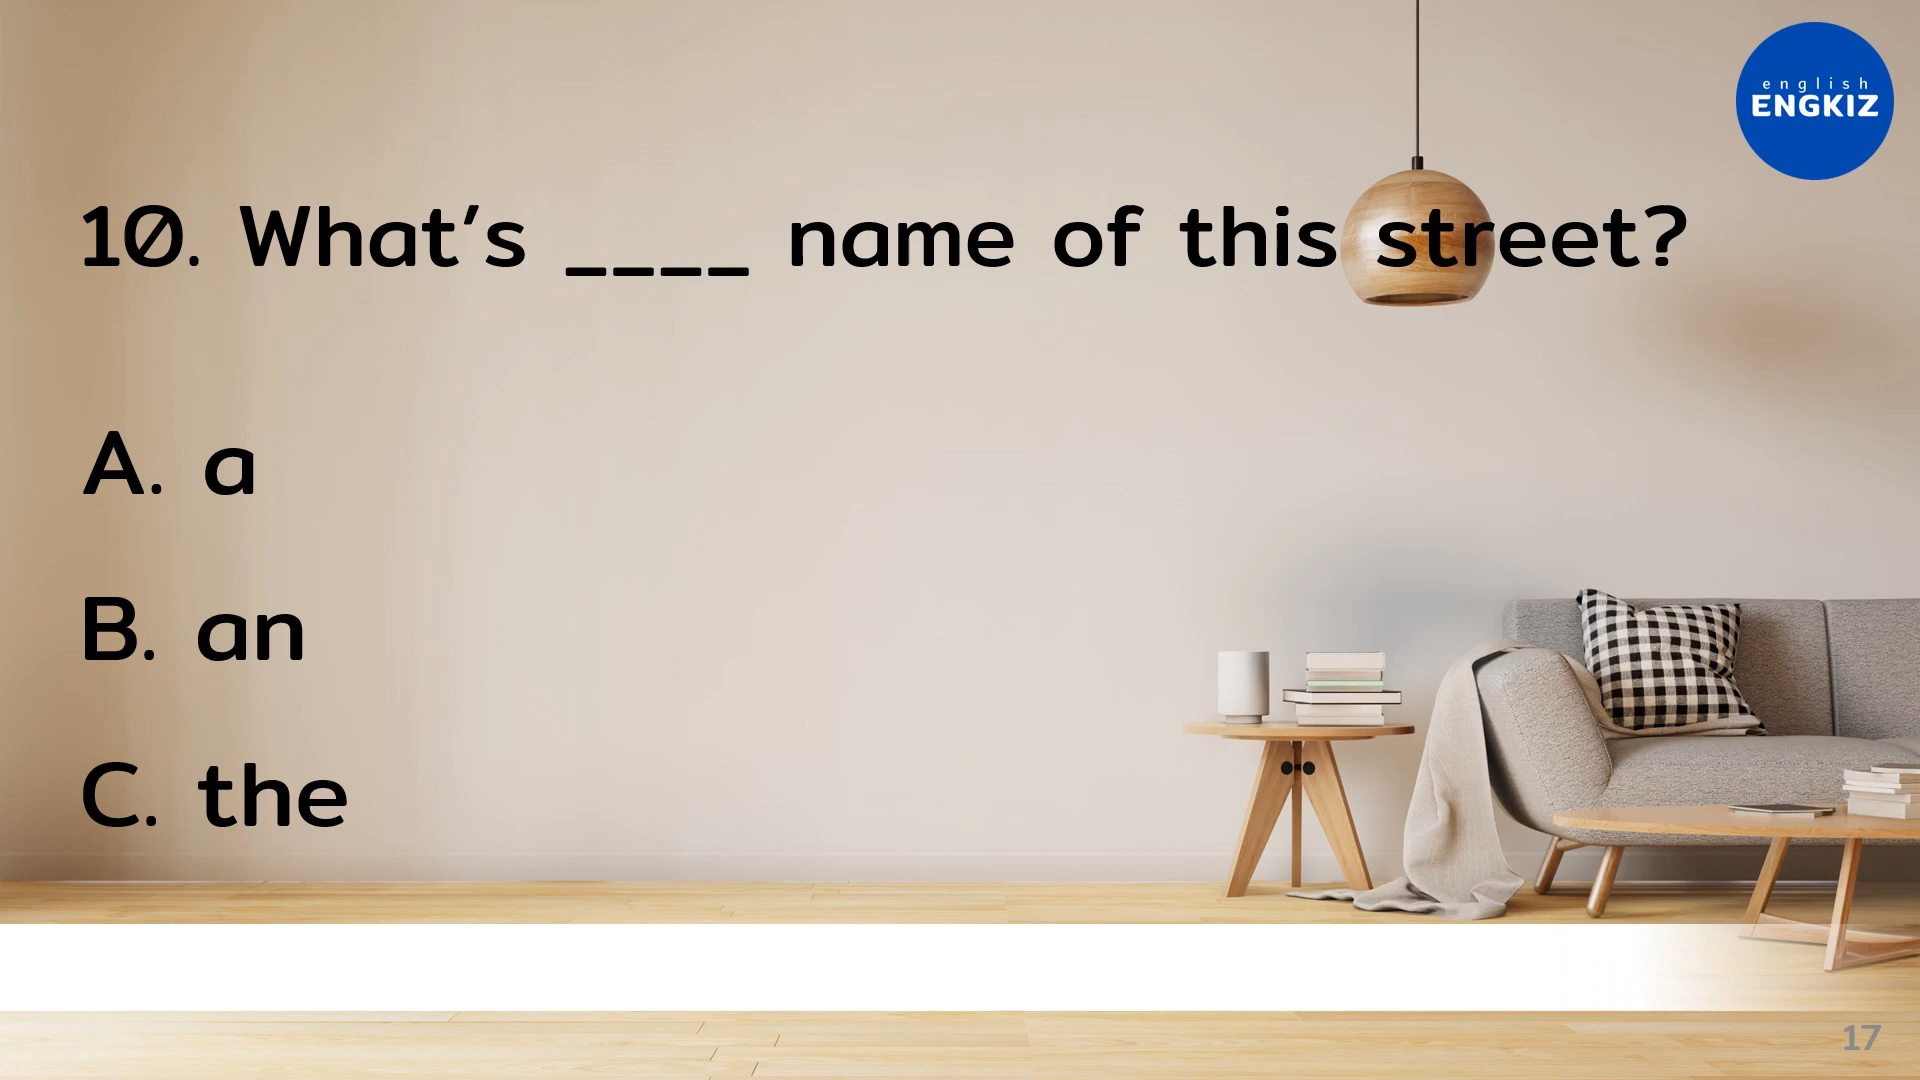 english
ENGKIZ
10. What’s ____ name of this street?
A. a
B. an
C. the
17